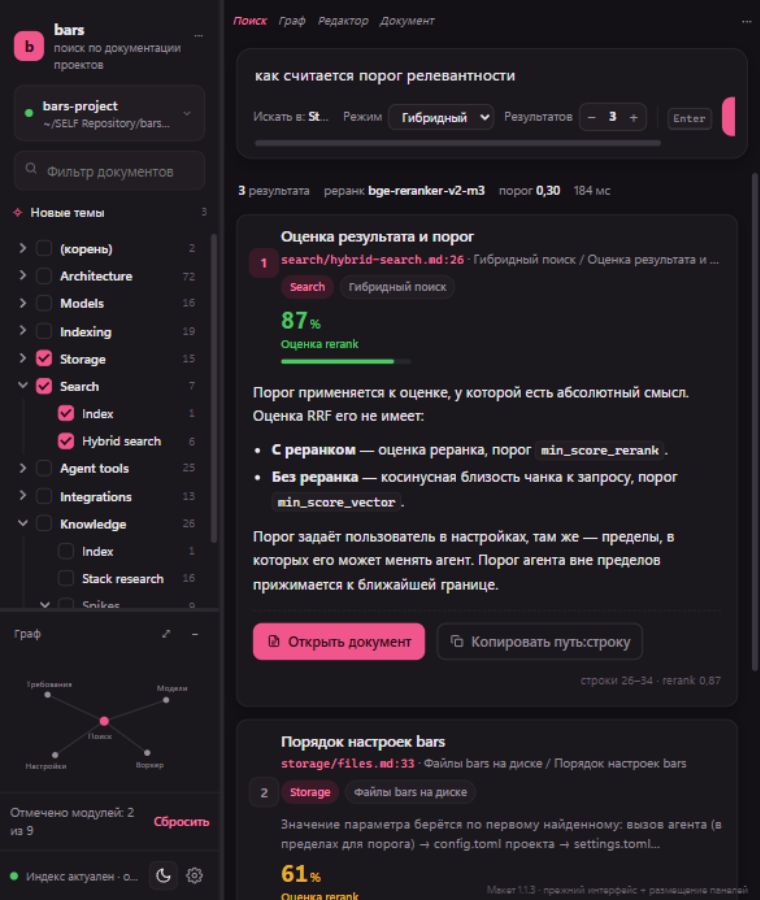 b
bars
поиск по документации
проектов
...
bars-project
~/SELF Repository/bars...
Фильтр документов
Новые темы 3
(корень) 2
Architecture 72
Models 16
Indexing 19
Storage 15
Search 7
Index 1
Hybrid search 6
Agent tools 25
Integrations 13
Knowledge 26
Index 1
Stack research 16
Spikes 9
Граф
Требования
Модели
Поиск
Настройки
Воркер
Отмечено модулей: 2
из 9
Сбросить
Индекс актуален · о...
Поиск Граф Редактор Документ ...
как считается порог релевантности
Искать в: St... Режим Гибридный Результатов − 3 + Enter
3 результата реранк bge-reranker-v2-m3 порог 0,30 184 мс
1
Оценка результата и порог
search/hybrid-search.md:26 · Гибридный поиск / Оценка результата и ...
Search Гибридный поиск
87 %
Оценка rerank
Порог применяется к оценке, у которой есть абсолютный смысл.
Оценка RRF его не имеет:
• С реранком — оценка реранка, порог min_score_rerank .
• Без реранка — косинусная близость чанка к запросу, порог
min_score_vector .
Порог задаёт пользователь в настройках, там же — пределы, в
которых его может менять агент. Порог агента вне пределов
прижимается к ближайшей границе.
Открыть документ Копировать путь:строку
строки 26–34 · rerank 0,87
2
Порядок настроек bars
storage/files.md:33 · Файлы bars на диске / Порядок настроек bars
Storage Файлы bars на диске
Значение параметра берётся по первому найденному: вызов агента (в
пределах для порога) → config.toml проекта → settings.toml...
61 %
Оценка rerank
Макет 1.1.3 · прежний интерфейс + размещение панелей